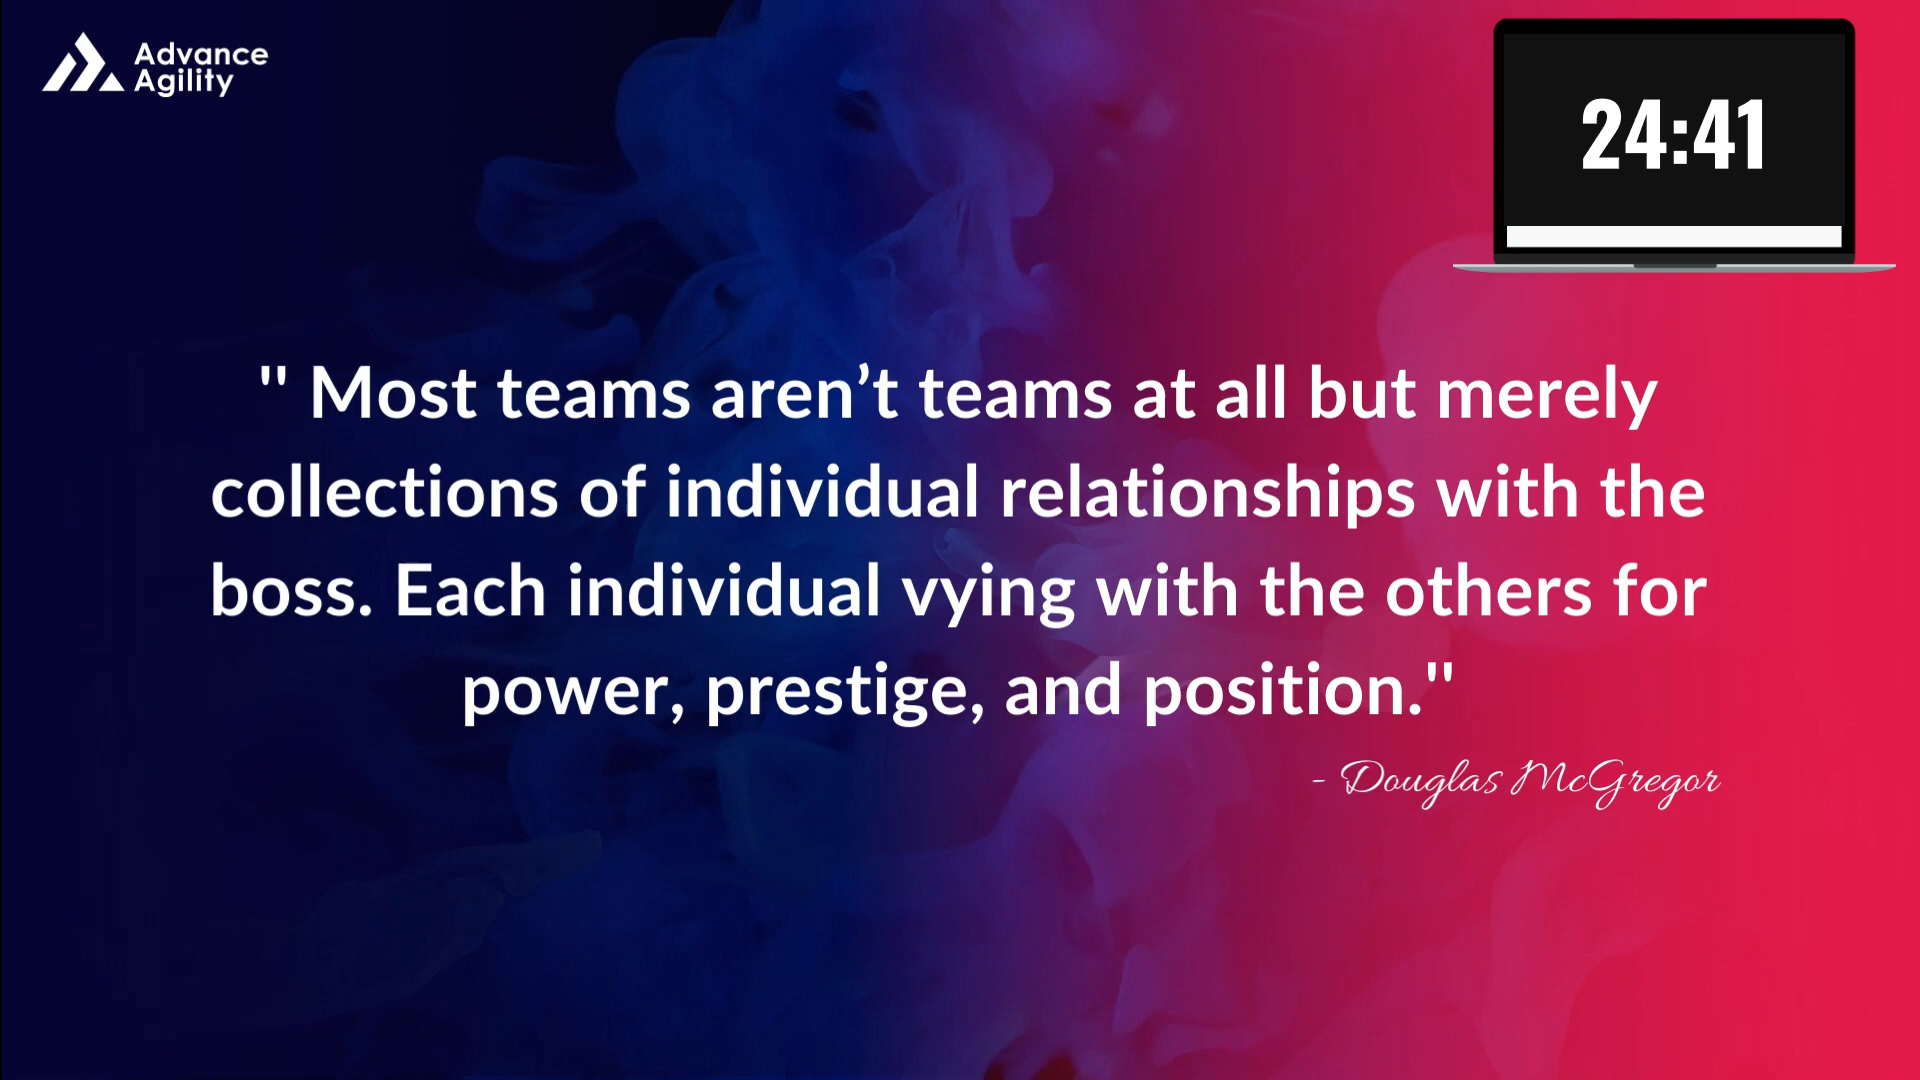 Advance
Agility
24:41
" Most teams aren’t teams at all but merely
collections of individual relationships with the
boss. Each individual vying with the others for
power, prestige, and position."
- Douglas McGregor